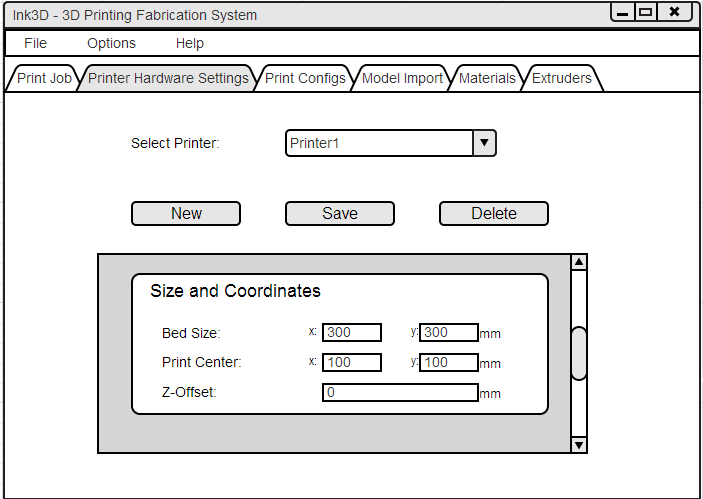 Ink3D - 3D Printing Fabrication System
File Options Help
Print Job Printer Hardware Settings Print Configs Model Import Materials Extruders
Select Printer: Printer1
New Save Delete
Size and Coordinates
Bed Size: x: 300 y: 300 mm
Print Center: x: 100 y: 100 mm
Z-Offset: 0 mm